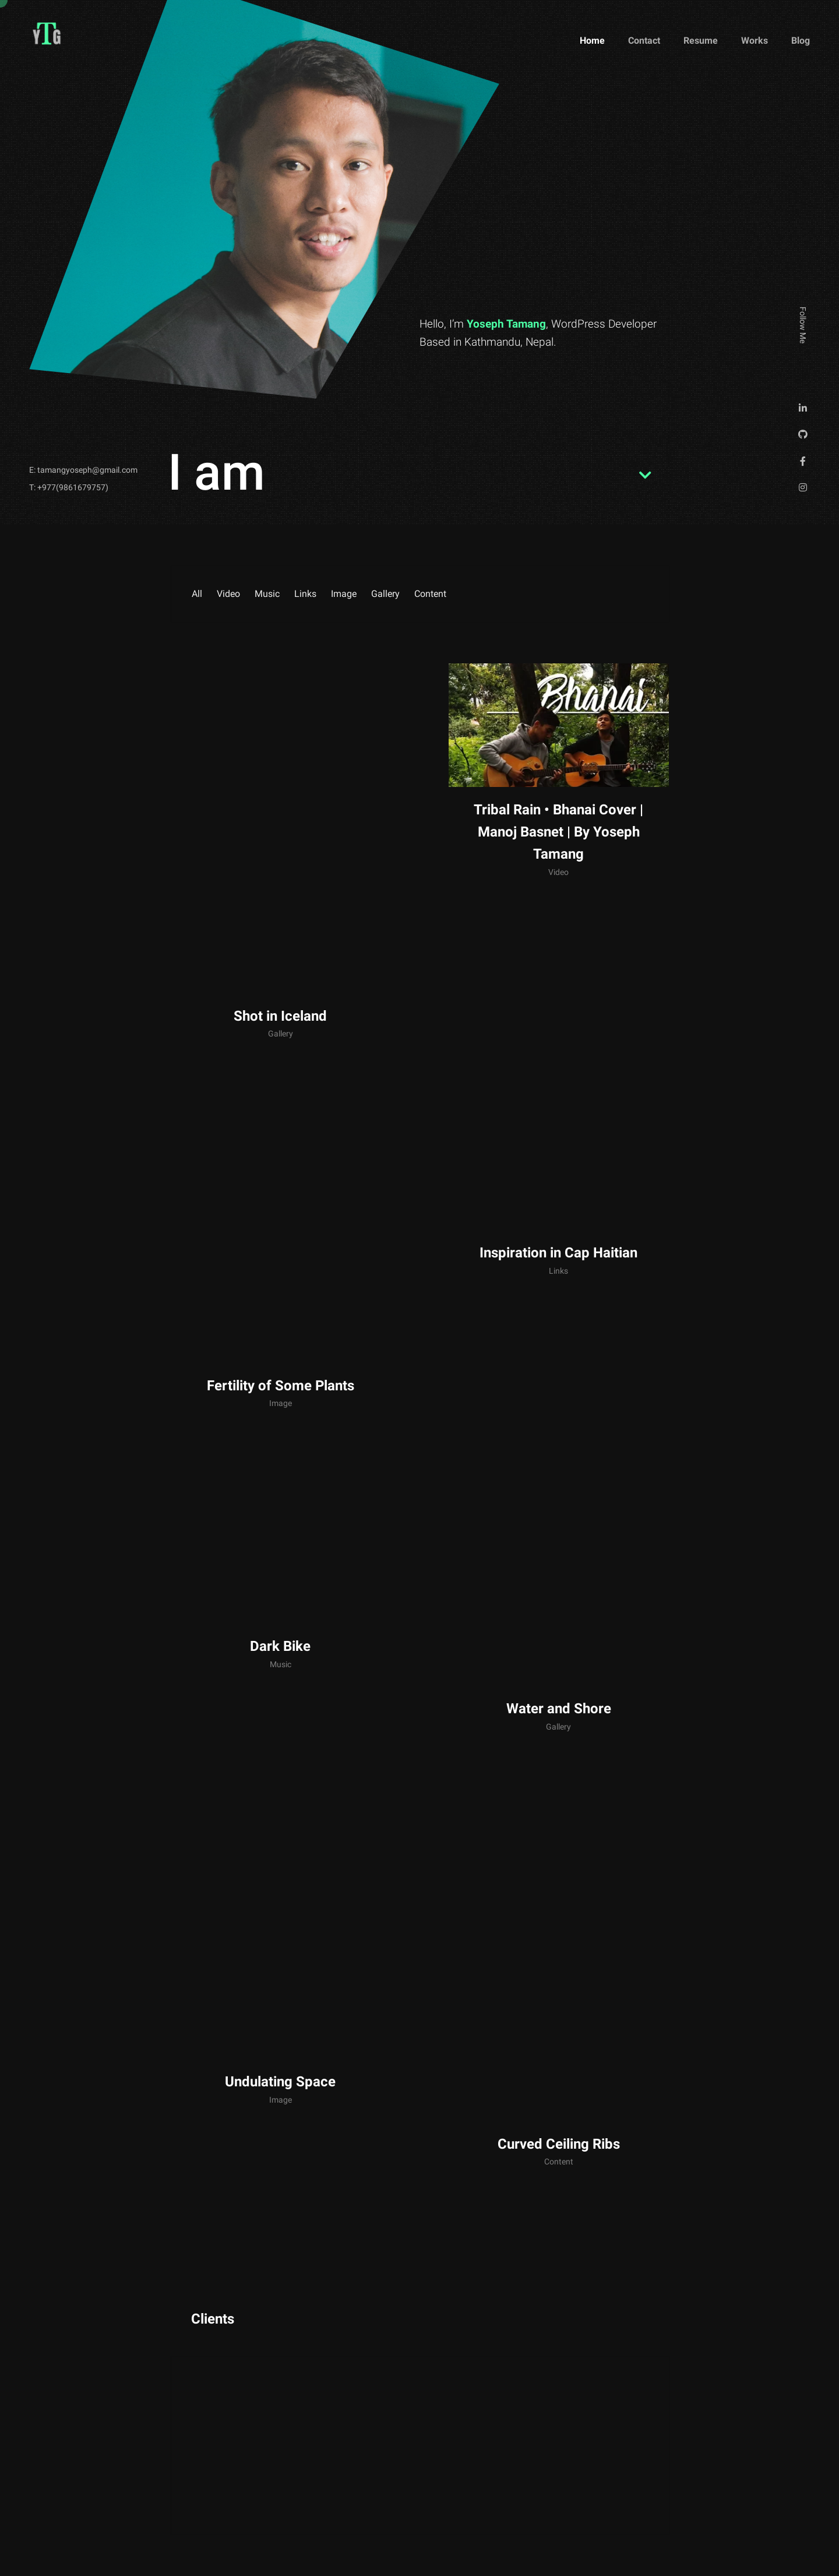 YTG
Home
Contact
Resume
Works
Blog
Hello, I'm Yoseph Tamang, WordPress Developer
Based in Kathmandu, Nepal.
Follow Me
E: tamangyoseph@gmail.com
T: +977(9861679757)
I am
All
Video
Music
Links
Image
Gallery
Content
Bhanai
Tribal Rain • Bhanai Cover |
Manoj Basnet | By Yoseph
Tamang
Video
Shot in Iceland
Gallery
Inspiration in Cap Haitian
Links
Fertility of Some Plants
Image
Dark Bike
Music
Water and Shore
Gallery
Undulating Space
Image
Curved Ceiling Ribs
Content
Clients